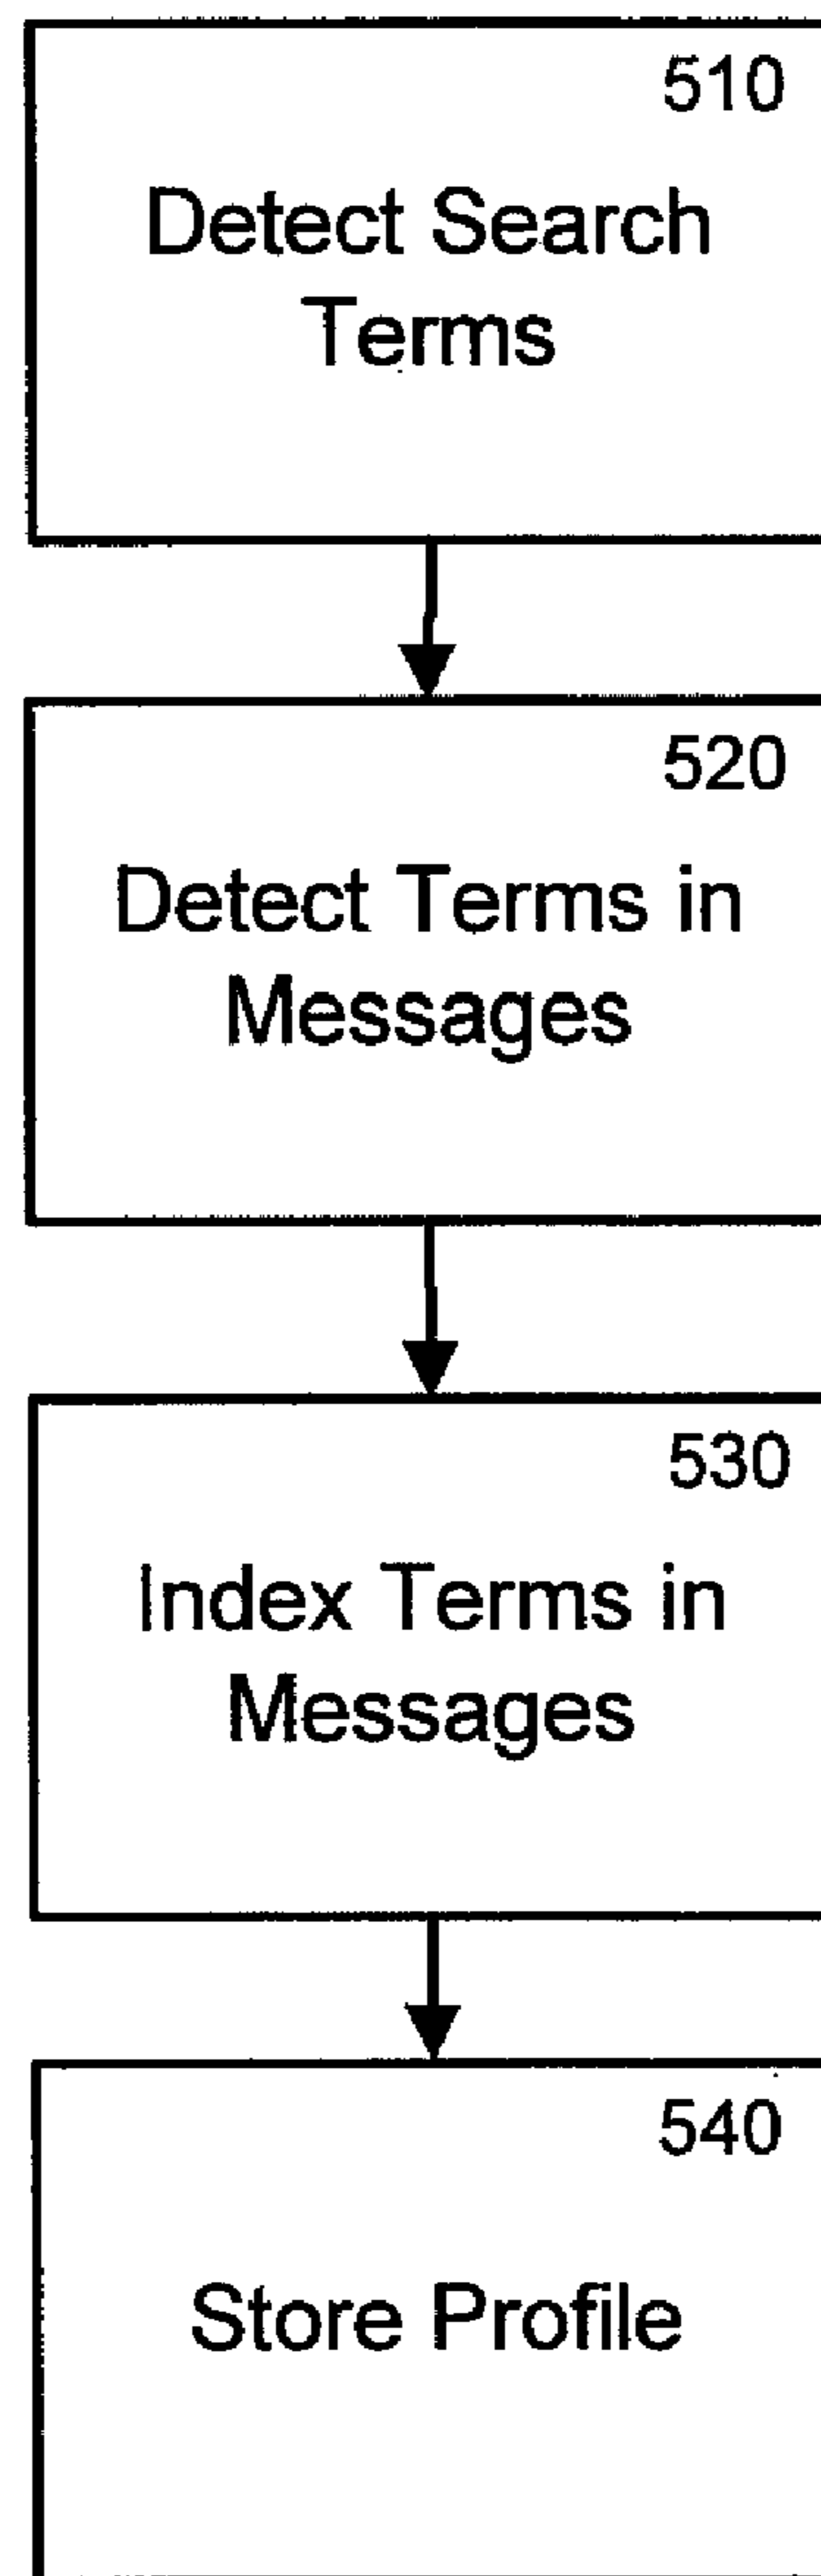 510
Detect Search
Terms
520
Detect Terms in
Messages
530
Index Terms in
Messages
540
Store Profile